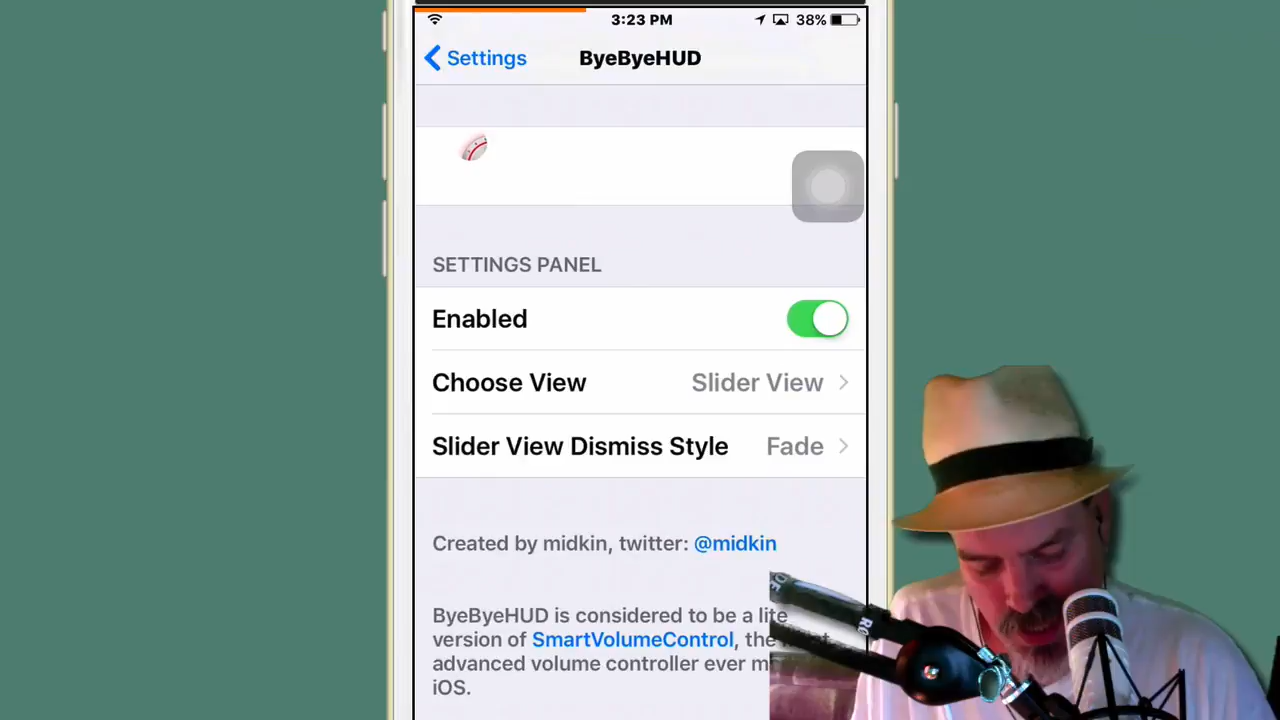 3:23 PM
38%
Settings
ByeByeHUD
SETTINGS PANEL
Enabled
Choose View Slider View
Slider View Dismiss Style Fade
Created by midkin, twitter: @midkin
ByeByeHUD is considered to be a lite
version of SmartVolumeControl, the
advanced volume controller ever
iOS.